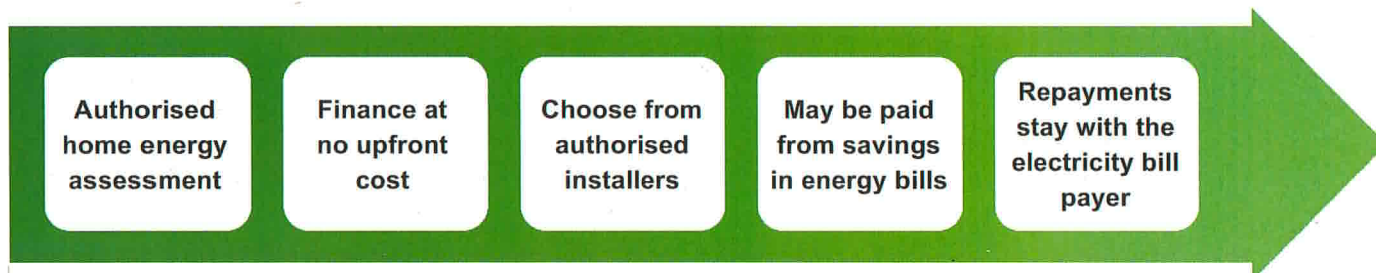 Authorised
home energy
assessment
Finance at
no upfront
cost
Choose from
authorised
installers
May be paid
from savings
in energy bills
Repayments
stay with the
electricity bill
payer